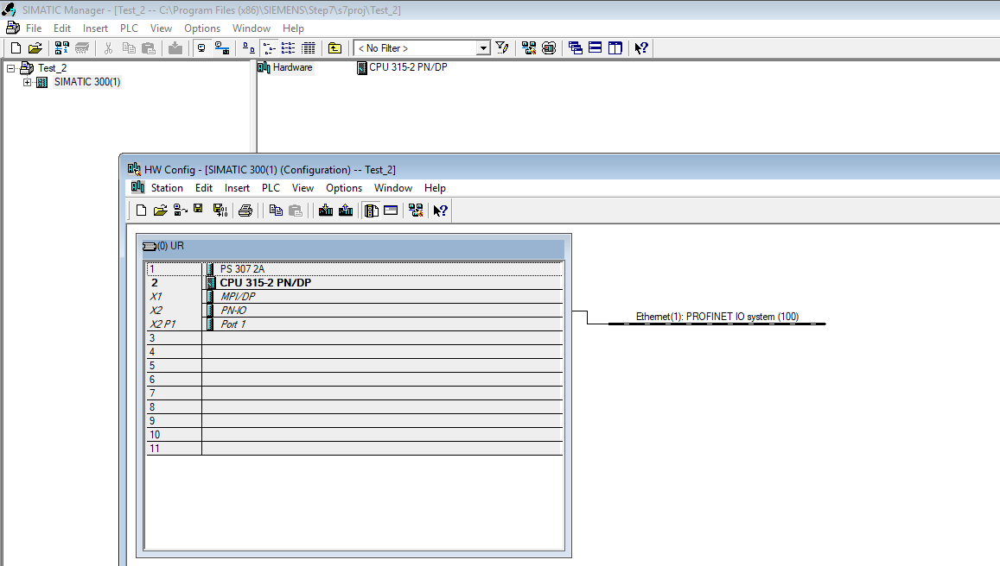 SIMATIC Manager - [Test_2 -- C:\Program Files (x86)\SIEMENS\Step7\s7proj\Test_2]
File Edit Insert PLC View Options Window Help
< No Filter >
Test_2
SIMATIC 300(1)
Hardware CPU 315-2 PN/DP
HW Config - [SIMATIC 300(1) (Configuration) -- Test_2]
Station Edit Insert PLC View Options Window Help
(0) UR
1 PS 307 2A
2 CPU 315-2 PN/DP
X1 MPI/DP
X2 PN-IO
X2 P1 Port 1
3
4
5
6
7
8
9
10
11
Ethernet(1): PROFINET IO system (100)